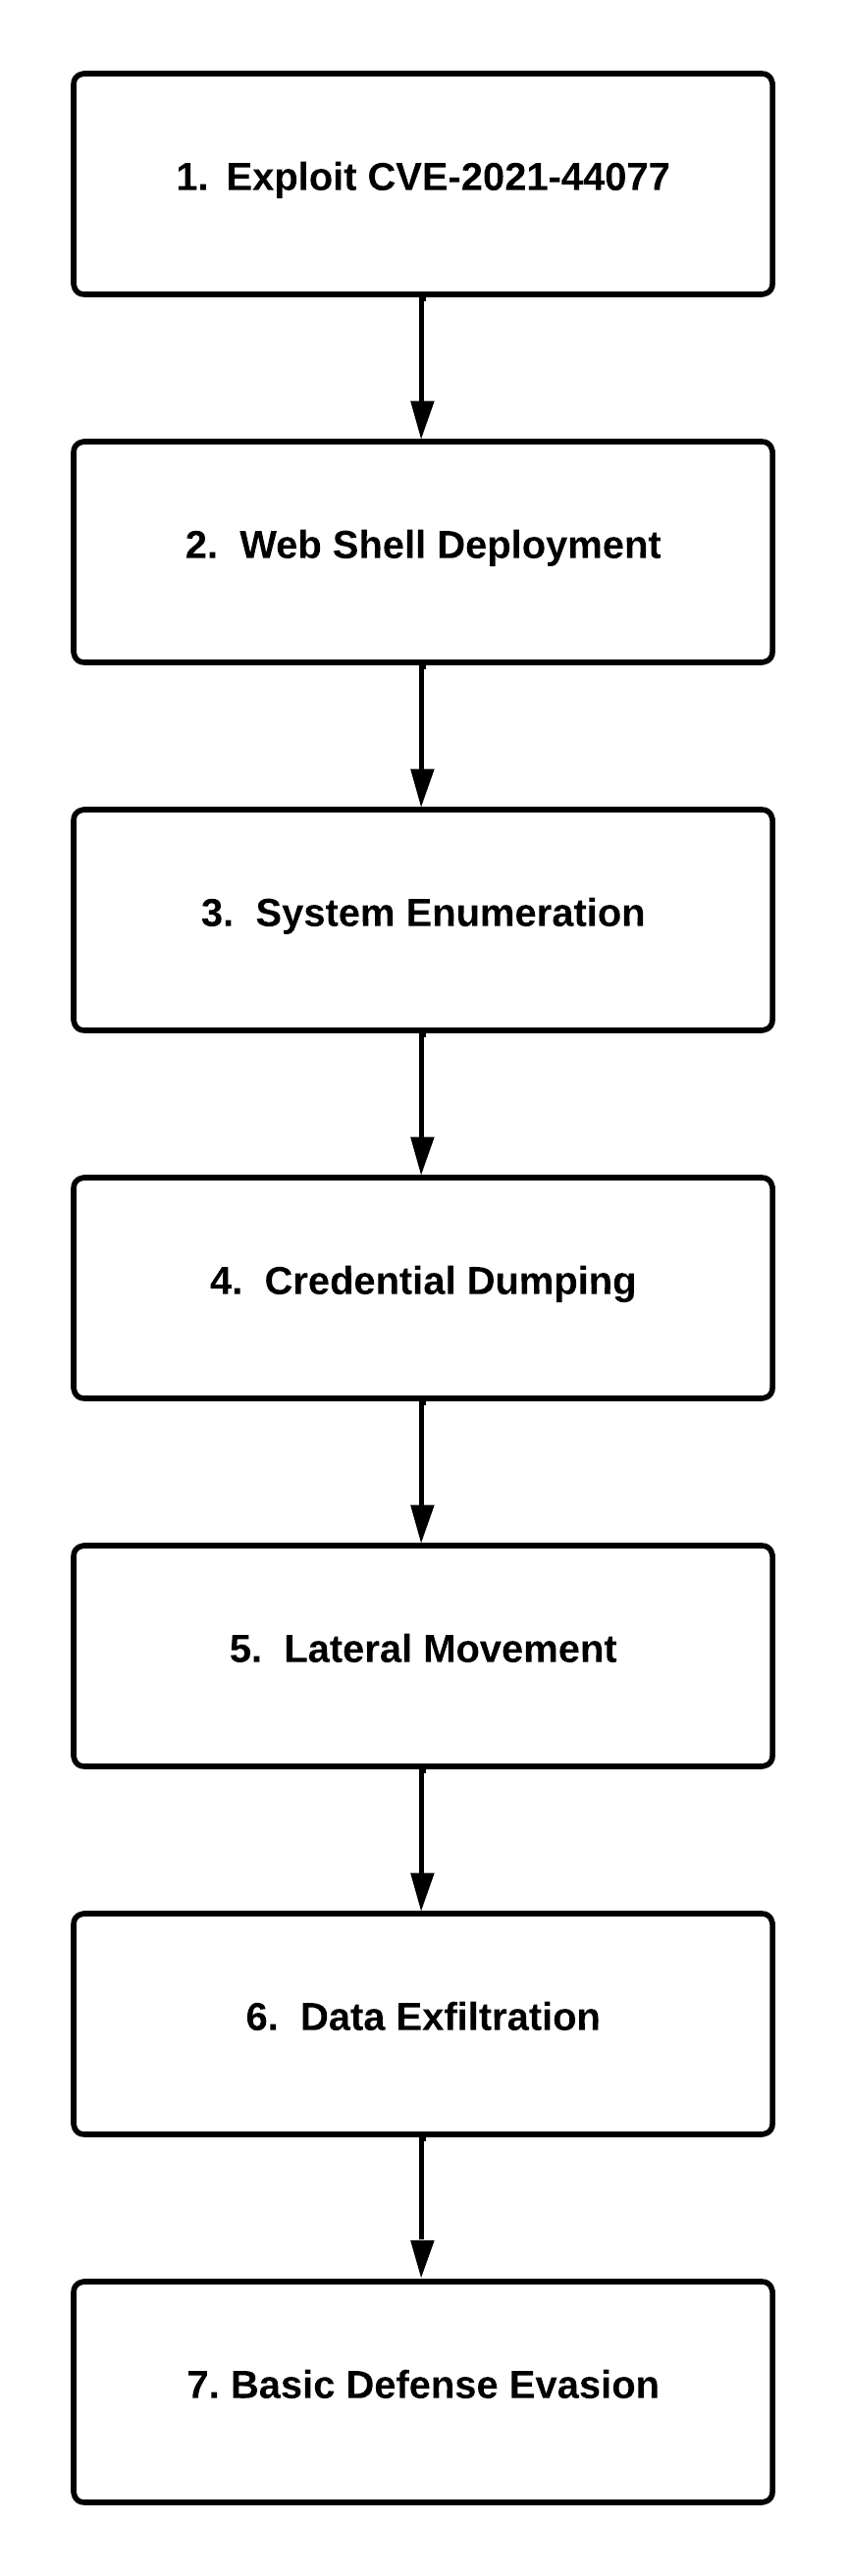 1. Exploit CVE-2021-44077
2. Web Shell Deployment
3. System Enumeration
4. Credential Dumping
5. Lateral Movement
6. Data Exfiltration
7. Basic Defense Evasion